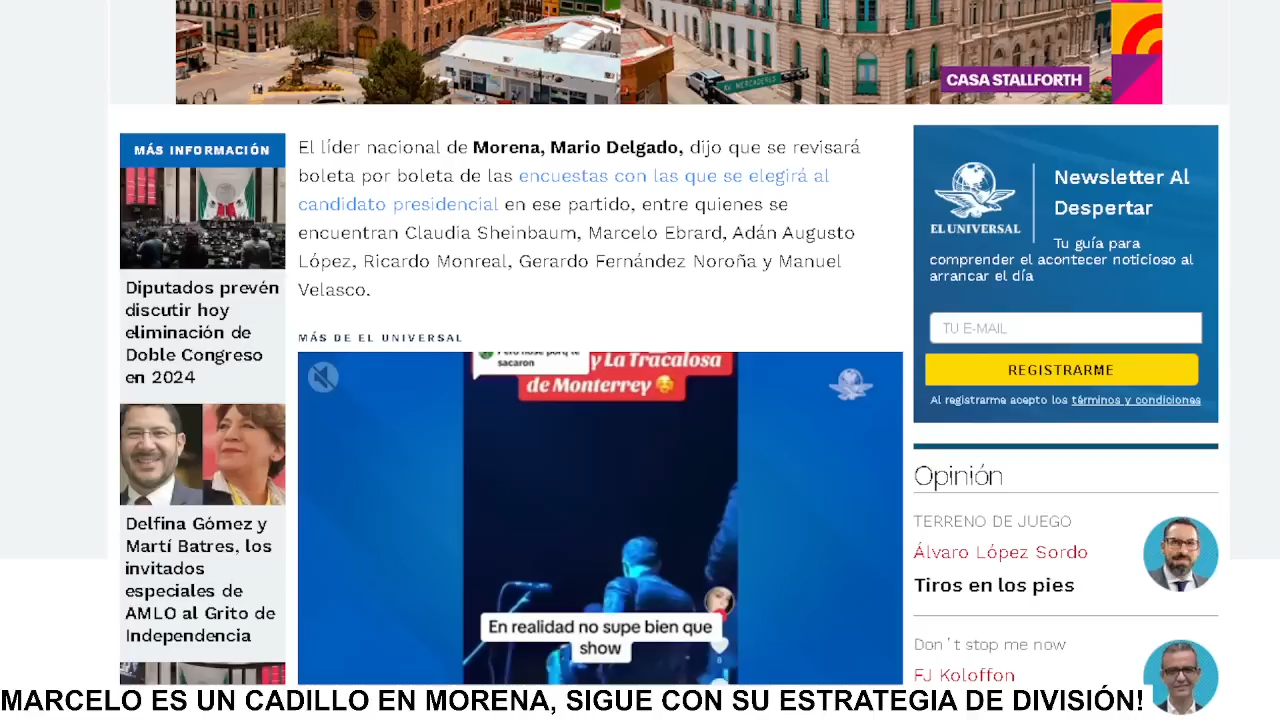 CASA STALLFORTH
AV. MERCADERES
MÁS INFORMACIÓN
Diputados prevén
discutir hoy
eliminación de
Doble Congreso
en 2024
Delfina Gómez y
Martí Batres, los
invitados
especiales de
AMLO al Grito de
Independencia
El líder nacional de Morena, Mario Delgado, dijo que se revisará
boleta por boleta de las encuestas con las que se elegirá al
candidato presidencial en ese partido, entre quienes se
encuentran Claudia Sheinbaum, Marcelo Ebrard, Adán Augusto
López, Ricardo Monreal, Gerardo Fernández Noroña y Manuel
Velasco.
MÁS DE EL UNIVERSAL
sacaron
y La Tracalosa
de Monterrey
En realidad no supe bien que
show
8
EL UNIVERSAL
Newsletter Al
Despertar
Tu guía para
comprender el acontecer noticioso al
arrancar el día
TU E-MAIL
REGISTRARME
Al registrarme acepto los términos y condiciones
Opinión
TERRENO DE JUEGO
Álvaro López Sordo
Tiros en los pies
Don´t stop me now
FJ Koloffon
MARCELO ES UN CADILLO EN MORENA, SIGUE CON SU ESTRATEGIA DE DIVISIÓN!